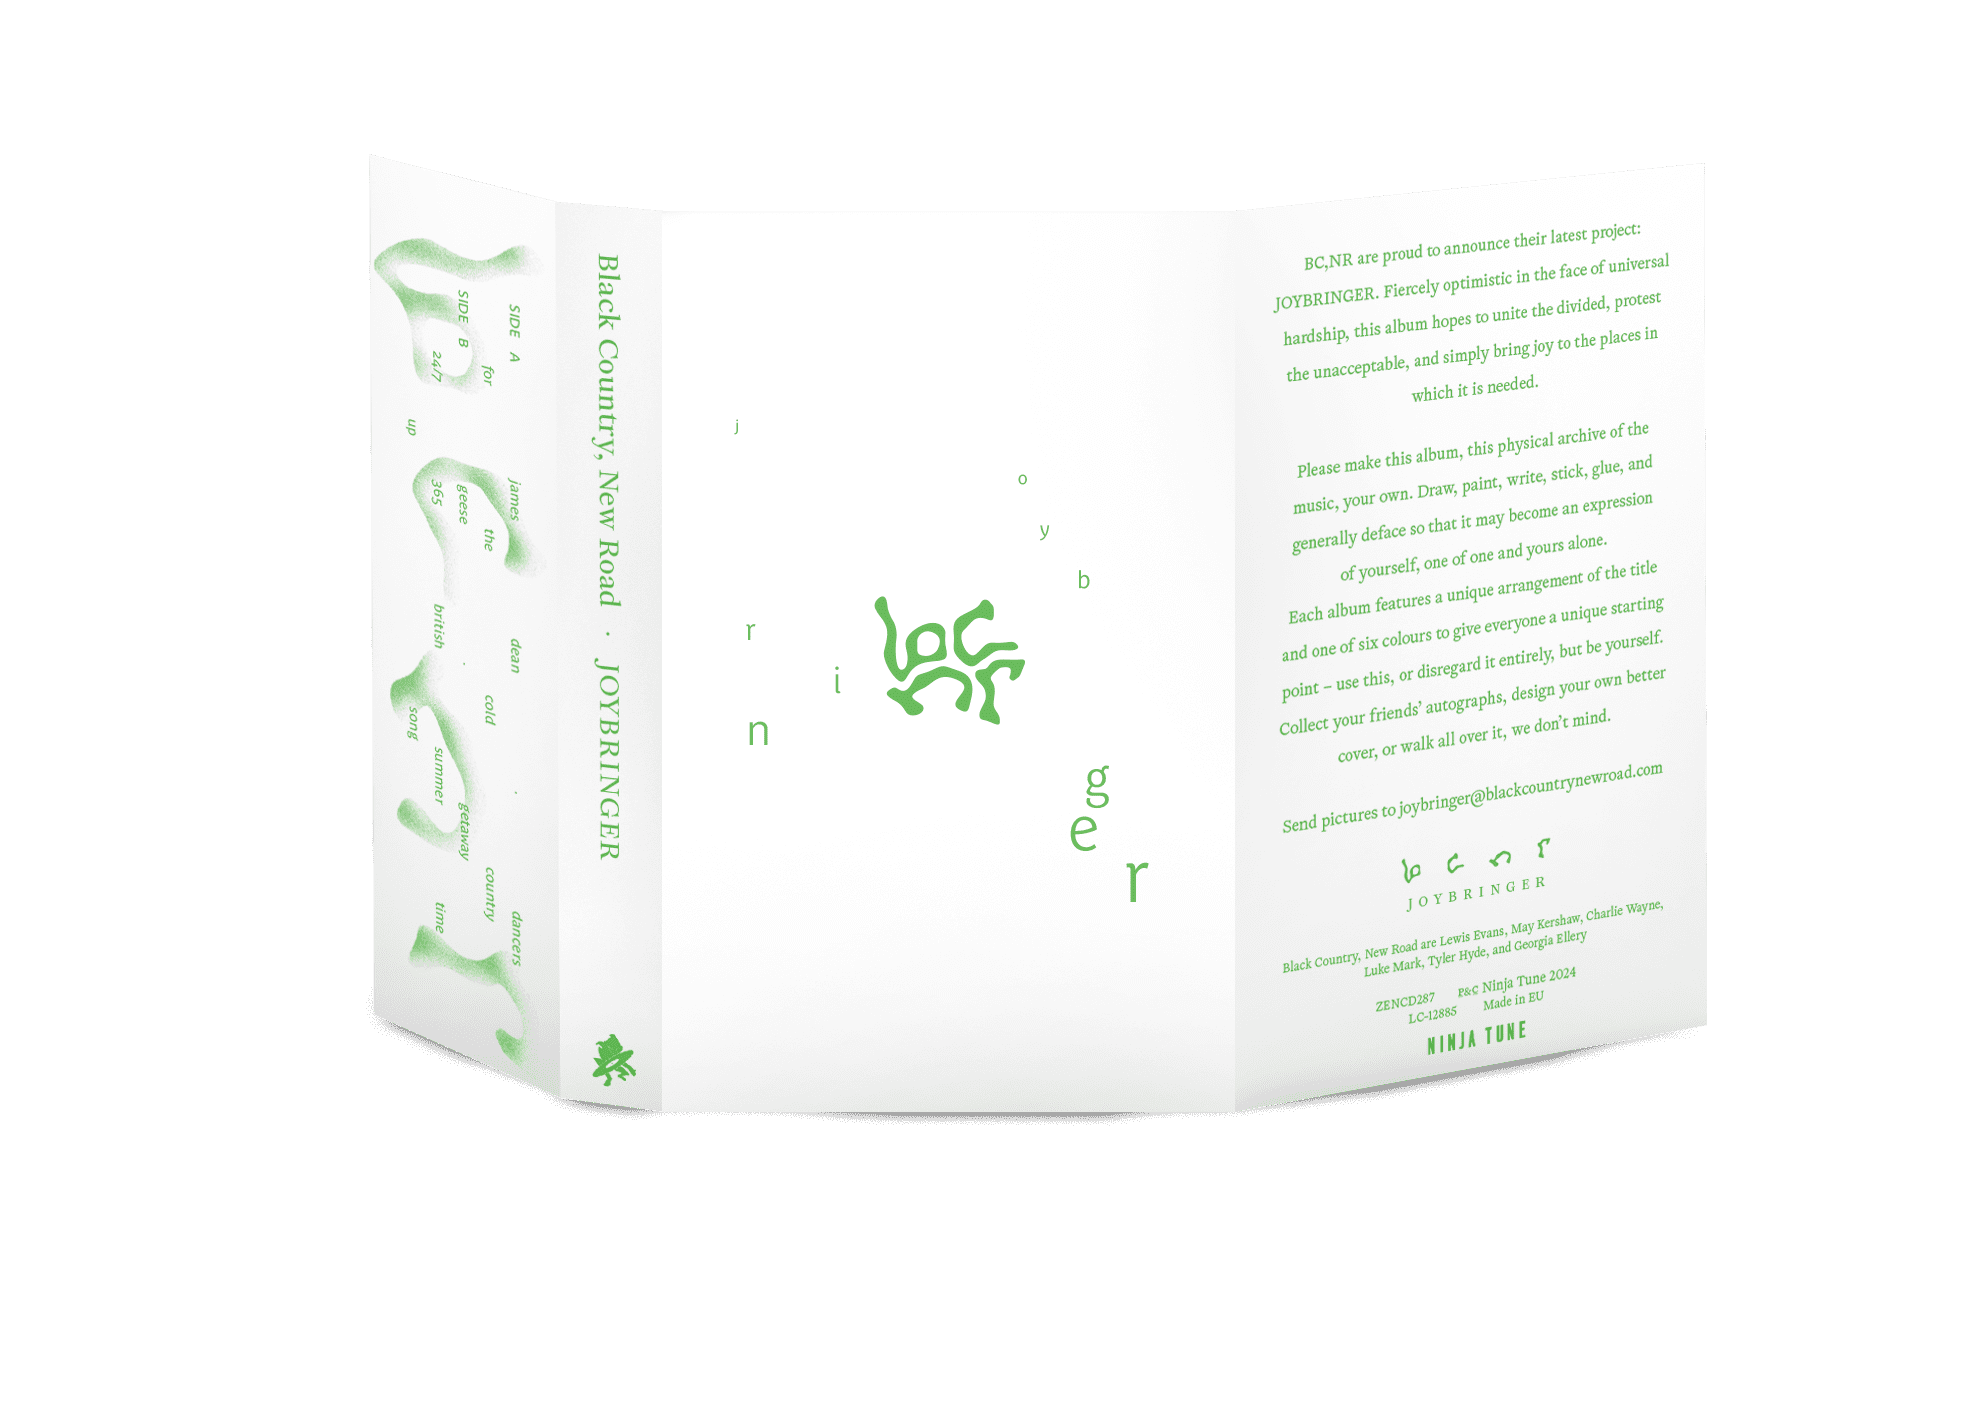 SIDE A james dean · dancers
for the cold country
SIDE B geese · getaway
24/7 365 british summer time
up song
Black Country, New Road · JOYBRINGER
j
o
y
b
r
i
n
g
e
r
bc
nr
BC,NR are proud to announce their latest project:
JOYBRINGER. Fiercely optimistic in the face of universal
hardship, this album hopes to unite the divided, protest
the unacceptable, and simply bring joy to the places in
which it is needed.
Please make this album, this physical archive of the
music, your own. Draw, paint, write, stick, glue, and
generally deface so that it may become an expression
of yourself, one of one and yours alone.
Each album features a unique arrangement of the title
and one of six colours to give everyone a unique starting
point – use this, or disregard it entirely, but be yourself.
Collect your friends’ autographs, design your own better
cover, or walk all over it, we don’t mind.
Send pictures to joybringer@blackcountrynewroad.com
b c n r
JOYBRINGER
Black Country, New Road are Lewis Evans, May Kershaw, Charlie Wayne,
Luke Mark, Tyler Hyde, and Georgia Ellery
ZENCD287 P&C Ninja Tune 2024
LC-12885 Made in EU
NINJA TUNE